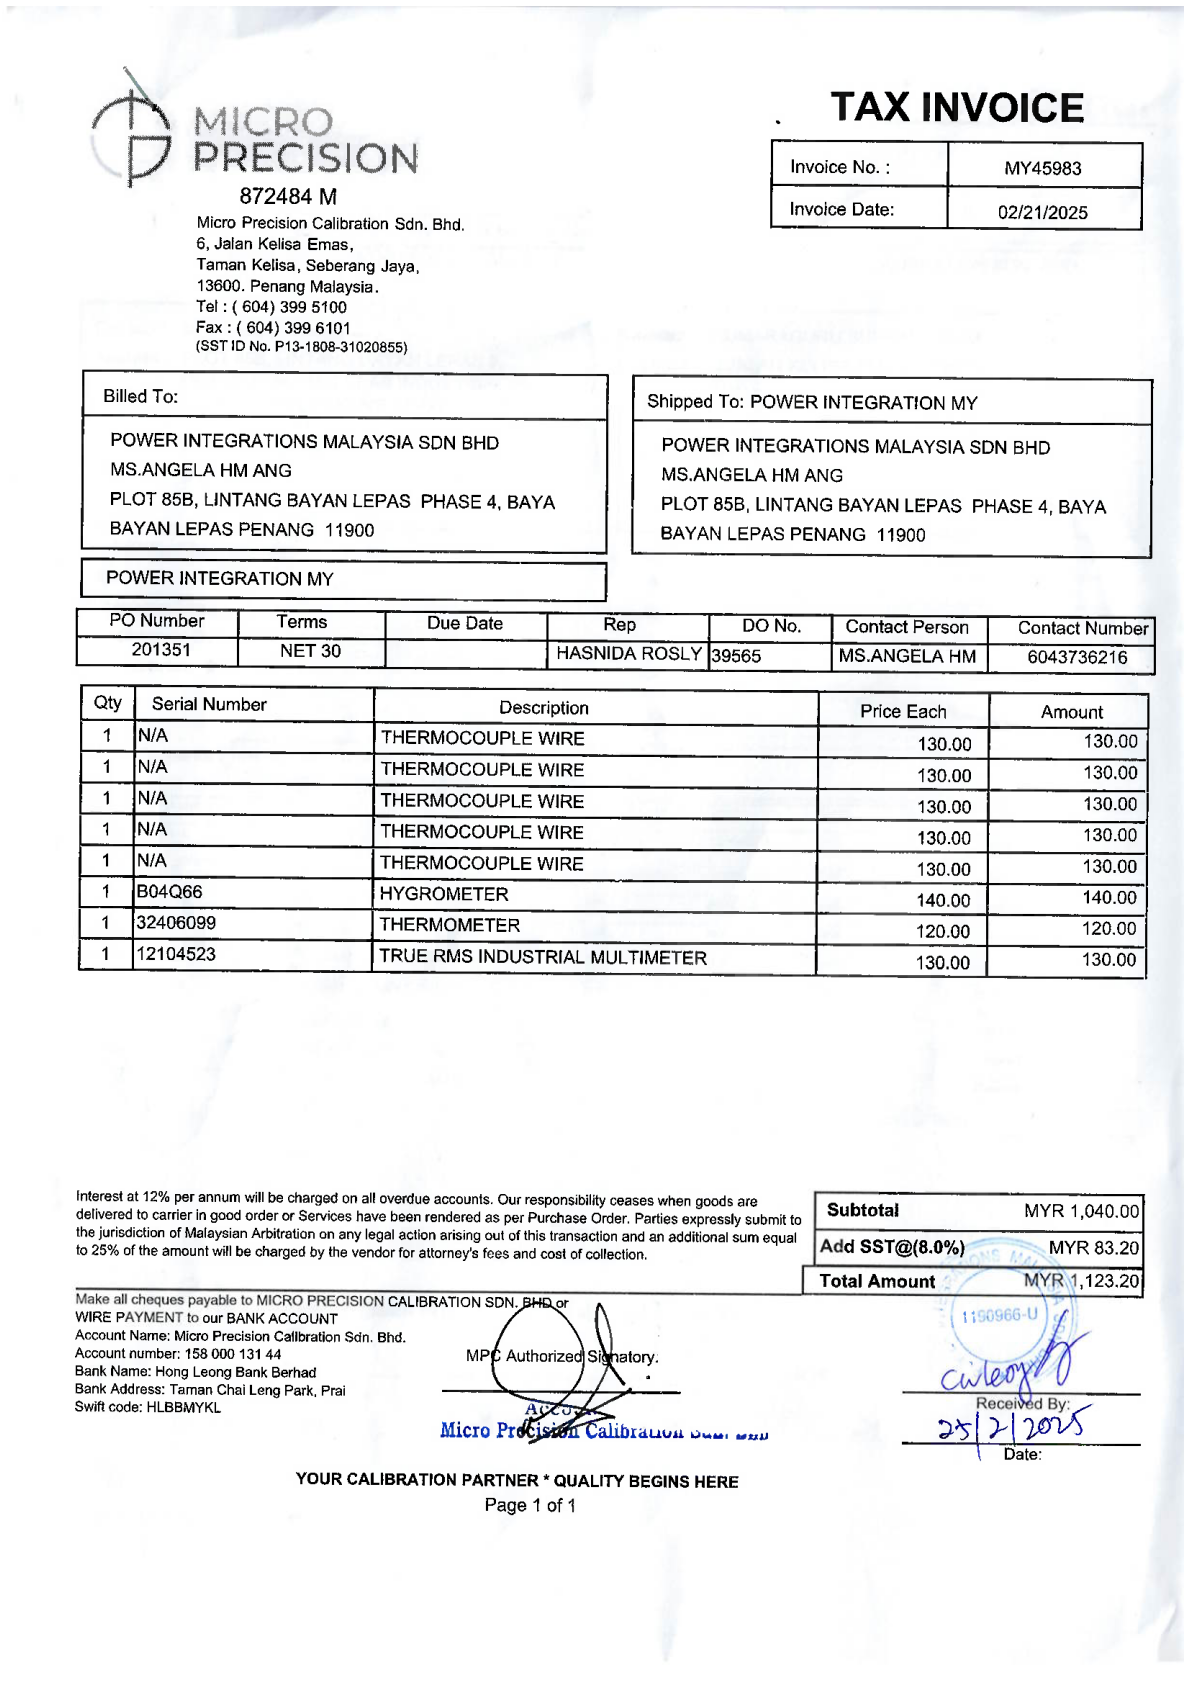 MICRO
PRECISION
872484 M
Micro Precision Calibration Sdn. Bhd.
6, Jalan Kelisa Emas,
Taman Kelisa, Seberang Jaya,
13600. Penang Malaysia.
Tel : ( 604) 399 5100
Fax : ( 604) 399 6101
(SST ID No. P13-1808-31020855)
TAX INVOICE
Invoice No. : MY45983
Invoice Date: 02/21/2025
Billed To:
POWER INTEGRATIONS MALAYSIA SDN BHD
MS.ANGELA HM ANG
PLOT 85B, LINTANG BAYAN LEPAS PHASE 4, BAYA
BAYAN LEPAS PENANG 11900
POWER INTEGRATION MY
Shipped To: POWER INTEGRATION MY
POWER INTEGRATIONS MALAYSIA SDN BHD
MS.ANGELA HM ANG
PLOT 85B, LINTANG BAYAN LEPAS PHASE 4, BAYA
BAYAN LEPAS PENANG 11900
PO Number Terms Due Date Rep DO No. Contact Person Contact Number
201351 NET 30 HASNIDA ROSLY 39565 MS.ANGELA HM 6043736216
Qty Serial Number Description Price Each Amount
1 N/A THERMOCOUPLE WIRE 130.00 130.00
1 N/A THERMOCOUPLE WIRE 130.00 130.00
1 N/A THERMOCOUPLE WIRE 130.00 130.00
1 N/A THERMOCOUPLE WIRE 130.00 130.00
1 N/A THERMOCOUPLE WIRE 130.00 130.00
1 B04Q66 HYGROMETER 140.00 140.00
1 32406099 THERMOMETER 120.00 120.00
1 12104523 TRUE RMS INDUSTRIAL MULTIMETER 130.00 130.00
Interest at 12% per annum will be charged on all overdue accounts. Our responsibility ceases when goods are
delivered to carrier in good order or Services have been rendered as per Purchase Order. Parties expressly submit to
the jurisdiction of Malaysian Arbitration on any legal action arising out of this transaction and an additional sum equal
to 25% of the amount will be charged by the vendor for attorney's fees and cost of collection.
Subtotal MYR 1,040.00
Add SST@(8.0%) MYR 83.20
Total Amount MYR 1,123.20
Make all cheques payable to MICRO PRECISION CALIBRATION SDN. BHD or
WIRE PAYMENT to our BANK ACCOUNT
Account Name: Micro Precision Calibration Sdn. Bhd.
Account number: 158 000 131 44
Bank Name: Hong Leong Bank Berhad
Bank Address: Taman Chai Leng Park, Prai
Swift code: HLBBMYKL
MPC Authorized Signatory.
Micro Precision Calibration
1190966-U
Received By:
25/2/2025
Date:
YOUR CALIBRATION PARTNER * QUALITY BEGINS HERE
Page 1 of 1